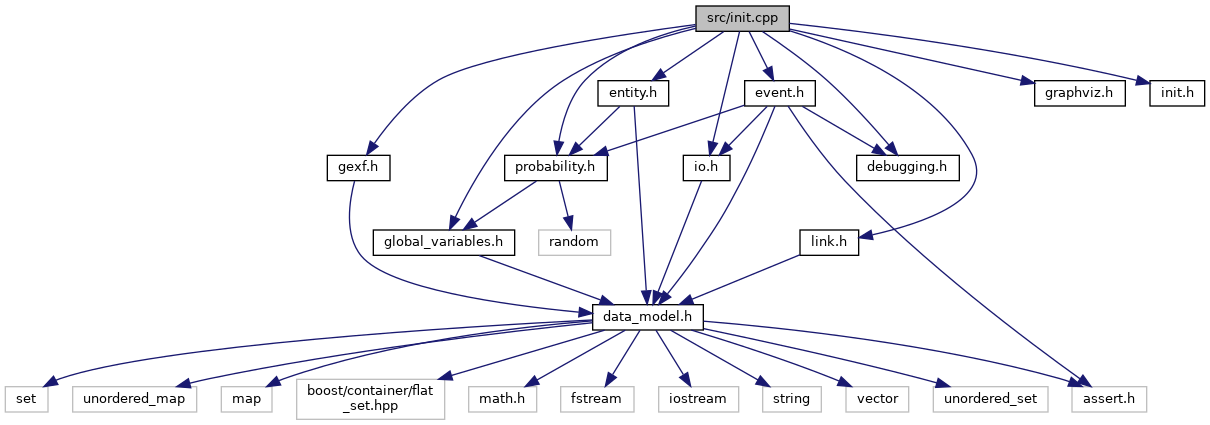 src/init.cpp
entity.h
event.h
graphviz.h
init.h
gexf.h
probability.h
io.h
debugging.h
global_variables.h
random
link.h
data_model.h
set
unordered_map
map
boost/container/flat
_set.hpp
math.h
fstream
iostream
string
vector
unordered_set
assert.h